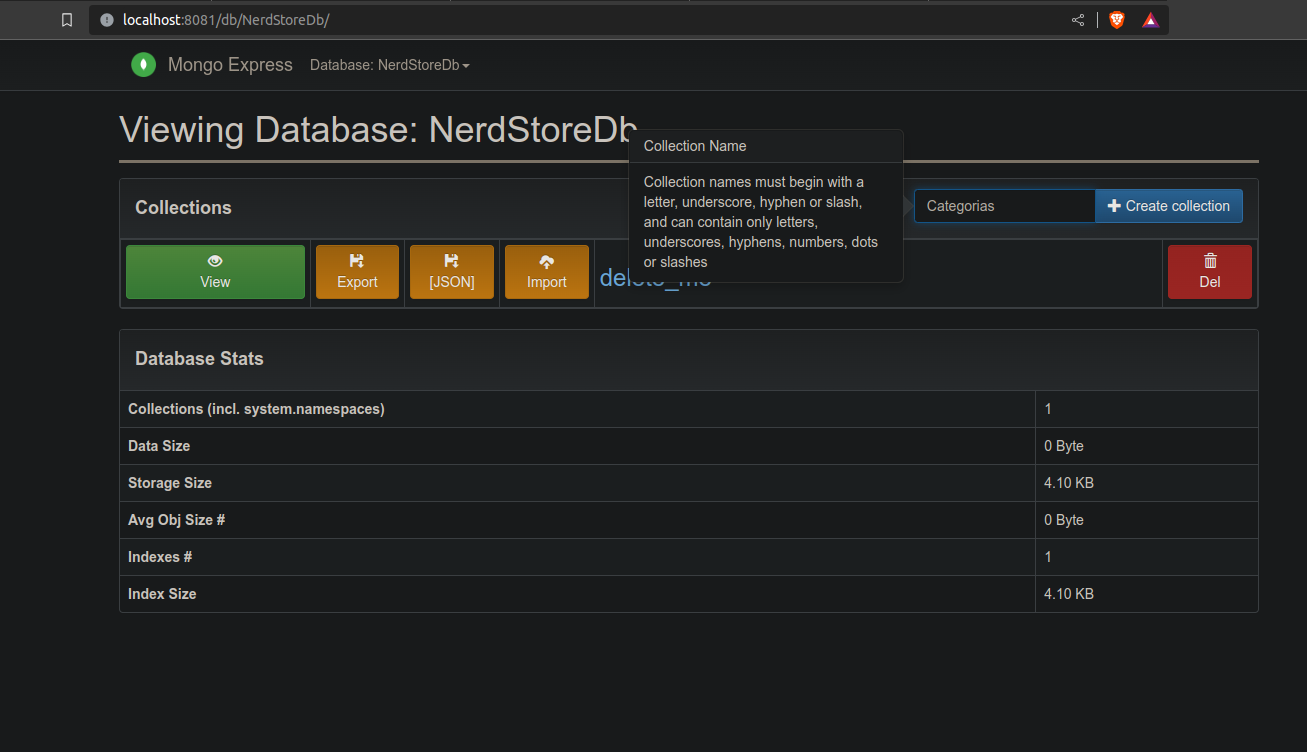 localhost:8081/db/NerdStoreDb/
Mongo Express
Database: NerdStoreDb
Viewing Database: NerdStoreDb
Collection Name
Collection names must begin with a
letter, underscore, hyphen or slash,
and can contain only letters,
underscores, hyphens, numbers, dots
or slashes
Collections
Categorias
Create collection
View
Export
[JSON]
Import
delete_me
Del
Database Stats
Collections (incl. system.namespaces) 1
Data Size 0 Byte
Storage Size 4.10 KB
Avg Obj Size # 0 Byte
Indexes # 1
Index Size 4.10 KB